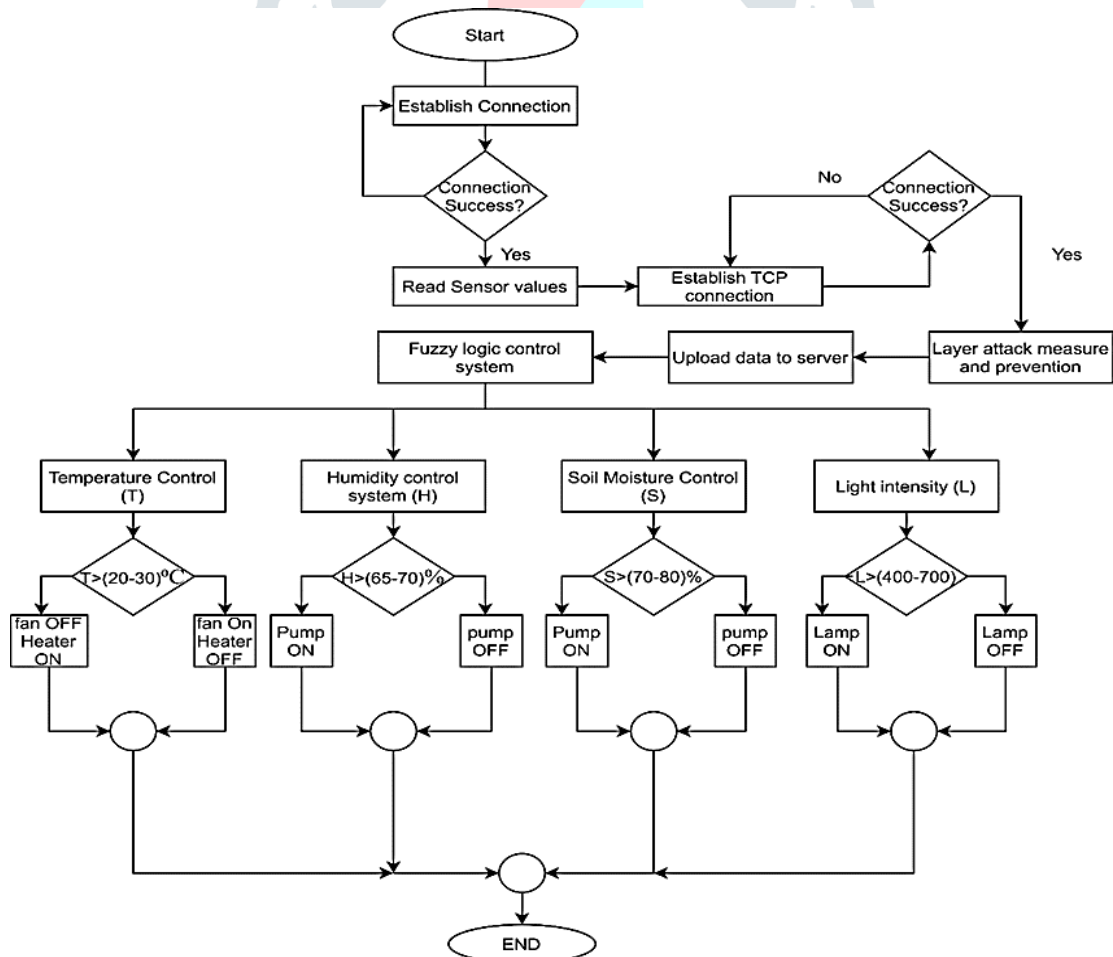 Start
Establish Connection
Connection
Success?
Yes
Read Sensor values
Establish TCP
connection
No
Connection
Success?
Yes
Layer attack measure
and prevention
Upload data to server
Fuzzy logic control
system
Temperature Control
(T)
Humidity control
system (H)
Soil Moisture Control
(S)
Light intensity (L)
T>(20-30)ºC
H>(65-70)%
S>(70-80)%
L>(400-700)
fan OFF
Heater
ON
fan On
Heater
OFF
Pump
ON
pump
OFF
Pump
ON
pump
OFF
Lamp
ON
Lamp
OFF
END